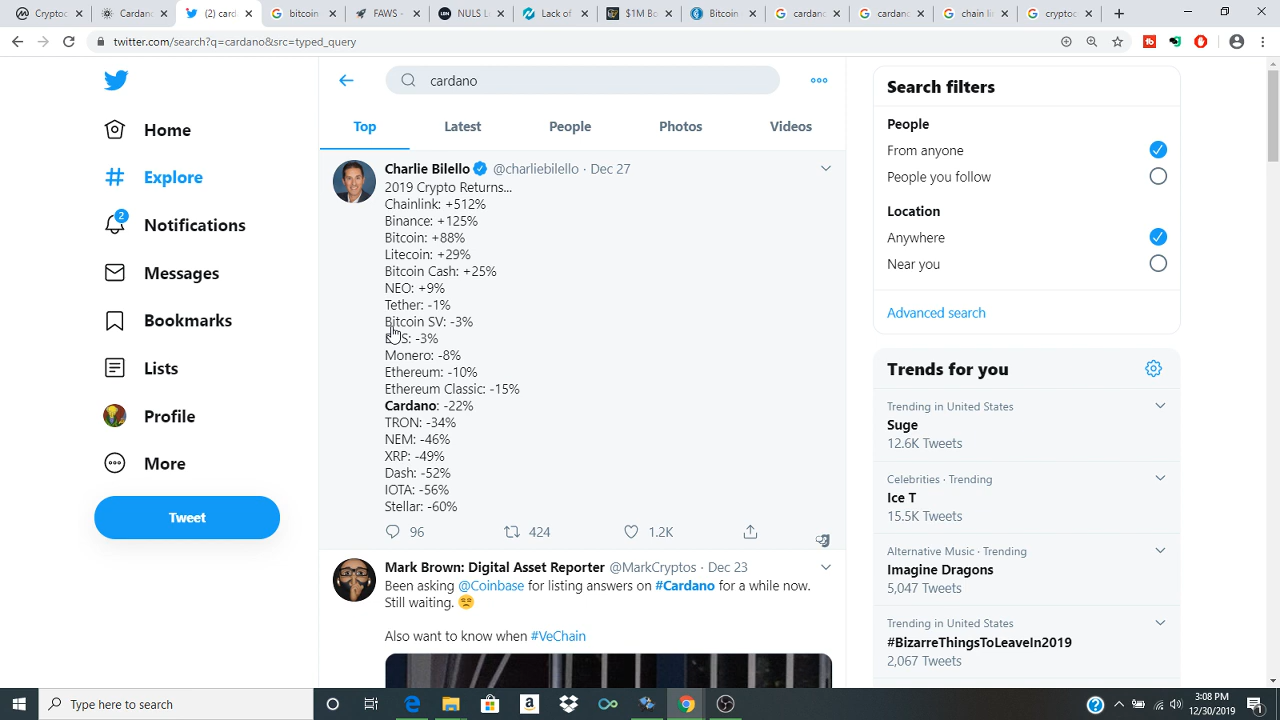 Crypto
(2) card
bitcoin
FAWS
NULS
Lack of
$1M B
Bitcoin
cardan
cardan
chain li
crypto
twitter.com/search?q=cardano&src=typed_query
cardano
Top
Latest
People
Photos
Videos
Home
Explore
2
Notifications
Messages
Bookmarks
Lists
Profile
More
Tweet
Charlie Bilello @charliebilello · Dec 27
2019 Crypto Returns...
Chainlink: +512%
Binance: +125%
Bitcoin: +88%
Litecoin: +29%
Bitcoin Cash: +25%
NEO: +9%
Tether: -1%
Bitcoin SV: -3%
EOS: -3%
Monero: -8%
Ethereum: -10%
Ethereum Classic: -15%
Cardano: -22%
TRON: -34%
NEM: -46%
XRP: -49%
Dash: -52%
IOTA: -56%
Stellar: -60%
96
424
1.2K
Mark Brown: Digital Asset Reporter @MarkCryptos · Dec 23
Been asking @Coinbase for listing answers on #Cardano for a while now.
Still waiting.
Also want to know when #VeChain
Search filters
People
From anyone
People you follow
Location
Anywhere
Near you
Advanced search
Trends for you
Trending in United States
Suge
12.6K Tweets
Celebrities · Trending
Ice T
15.5K Tweets
Alternative Music · Trending
Imagine Dragons
5,047 Tweets
Trending in United States
#BizarreThingsToLeaveIn2019
2,067 Tweets
Type here to search
3:08 PM
12/30/2019